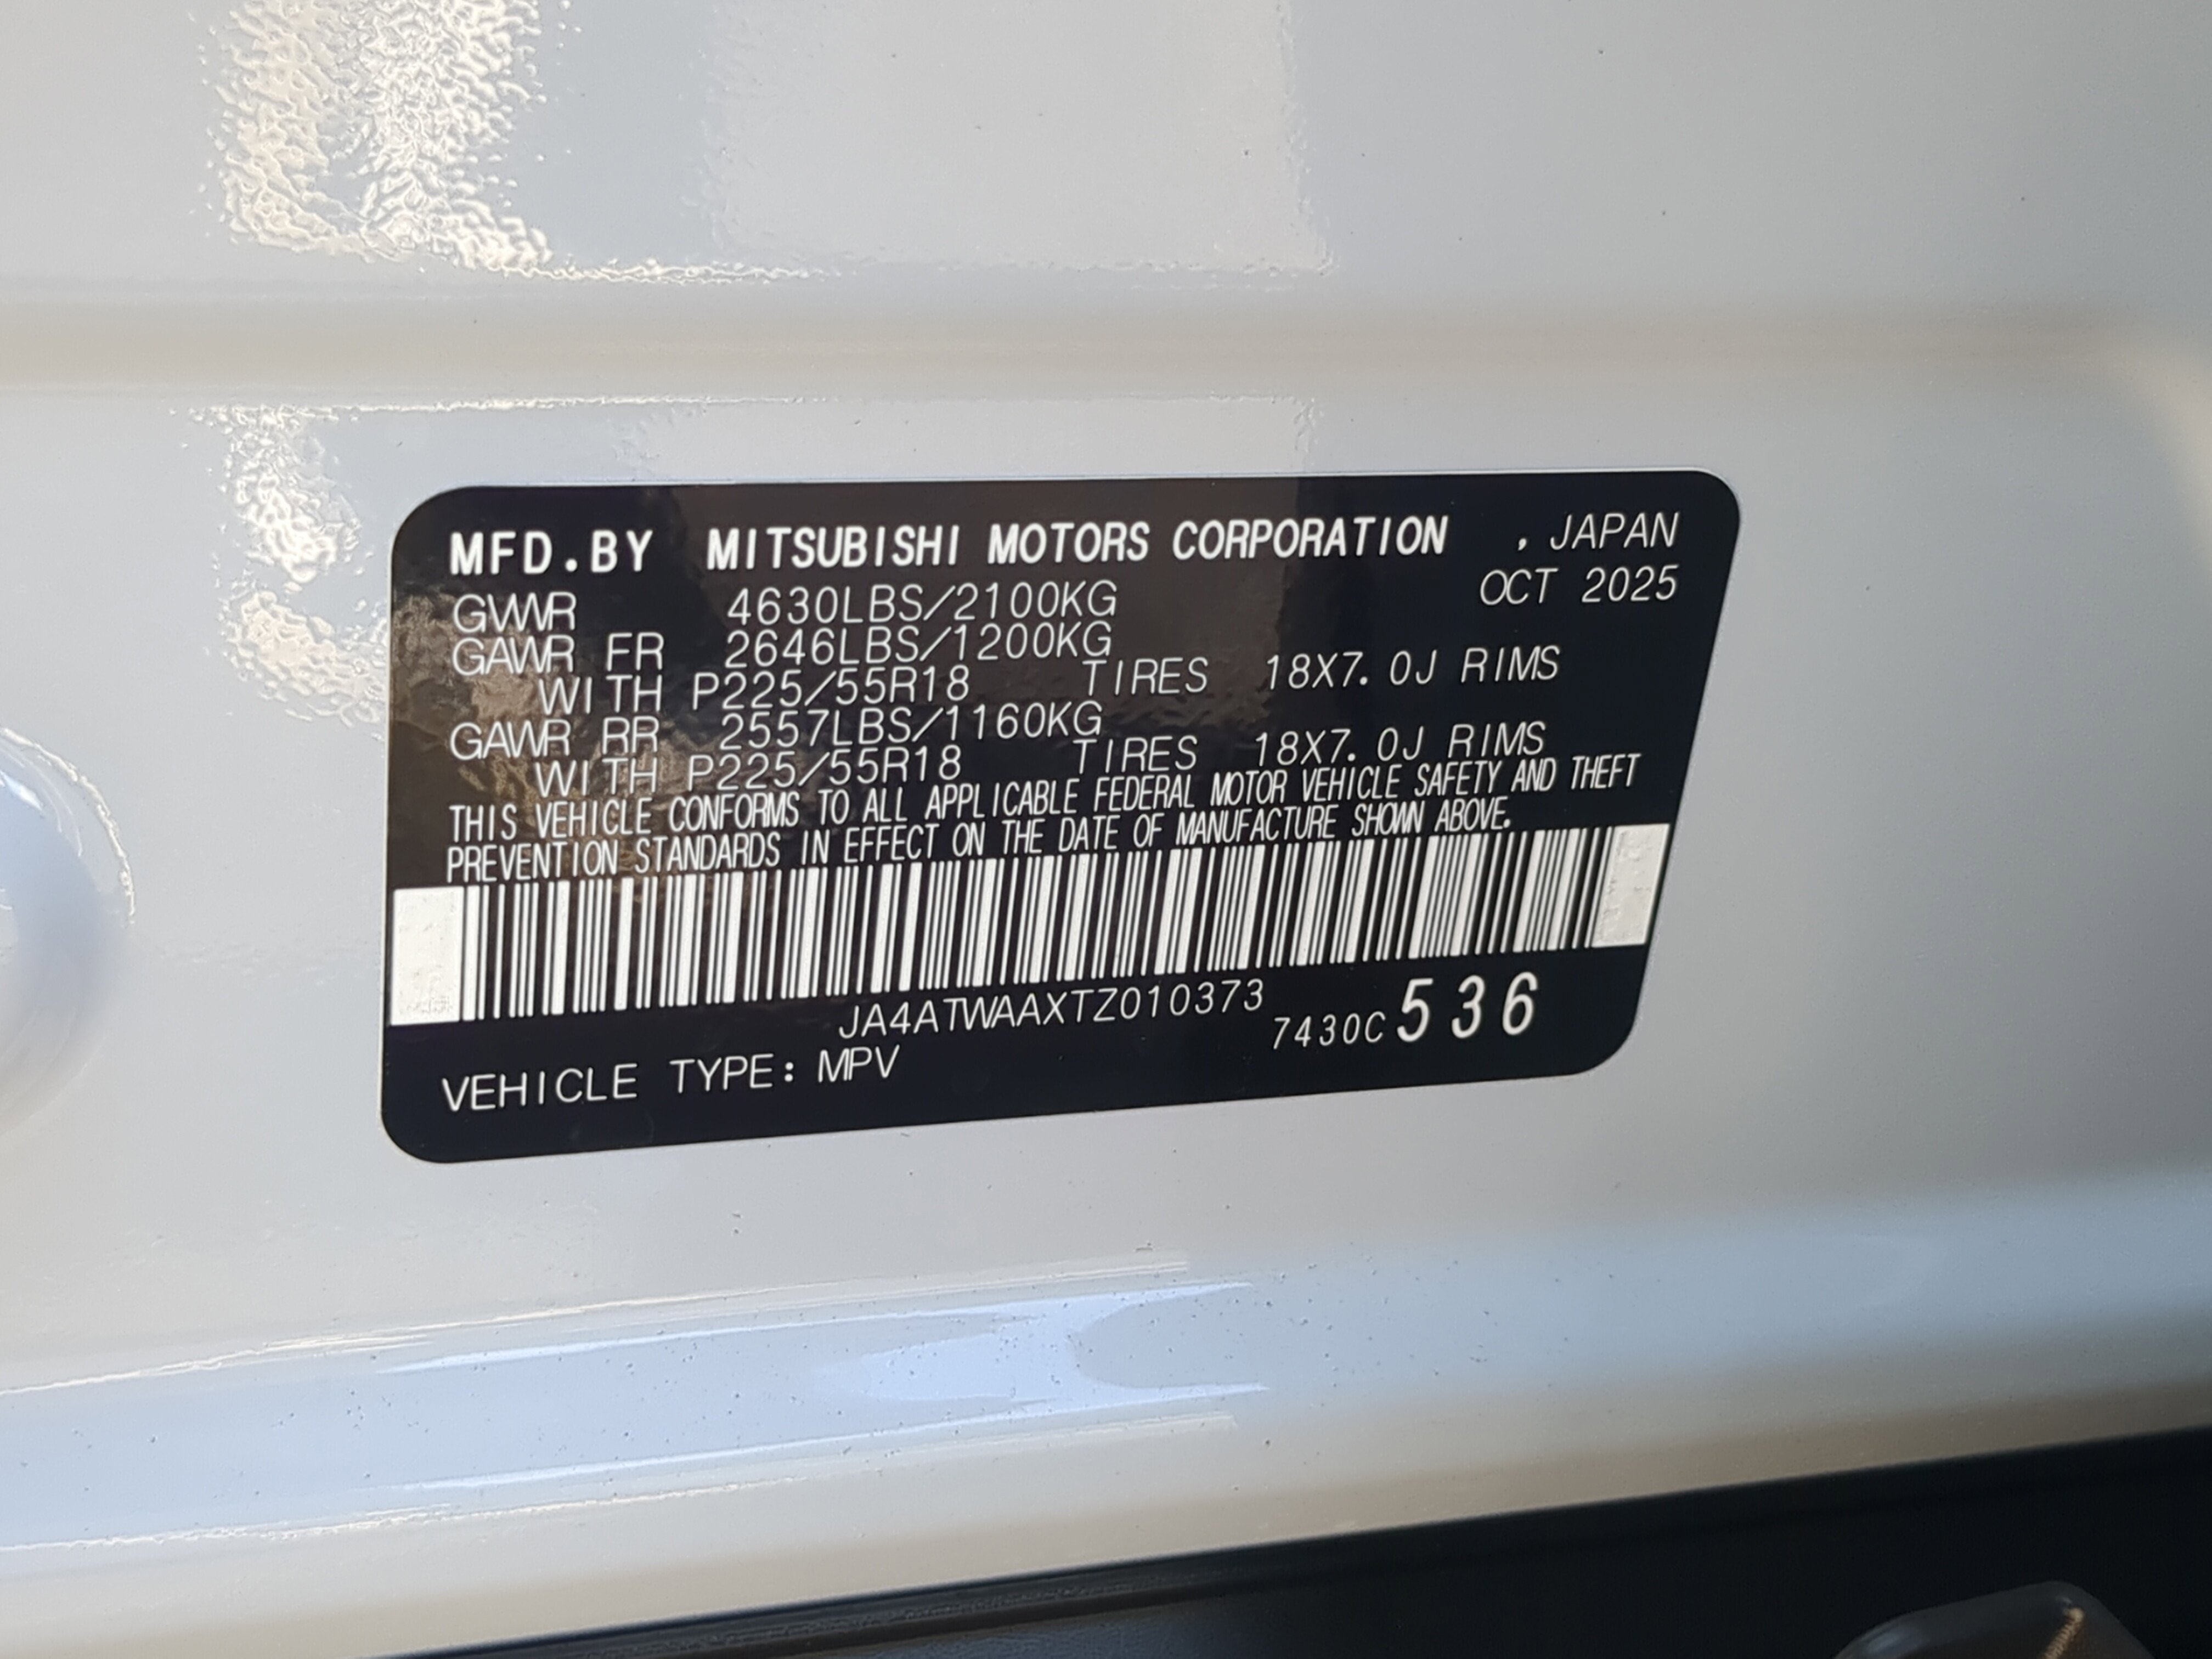 MFD.BY MITSUBISHI MOTORS CORPORATION , JAPAN
OCT 2025
GVWR 4630LBS/2100KG
GAWR FR 2646LBS/1200KG
WITH P225/55R18 TIRES 18X7.0J RIMS
GAWR RR 2557LBS/1160KG
WITH P225/55R18 TIRES 18X7.0J RIMS
THIS VEHICLE CONFORMS TO ALL APPLICABLE FEDERAL MOTOR VEHICLE SAFETY AND THEFT
PREVENTION STANDARDS IN EFFECT ON THE DATE OF MANUFACTURE SHOWN ABOVE.
JA4ATWAAXTZ010373
7430C 536
VEHICLE TYPE: MPV